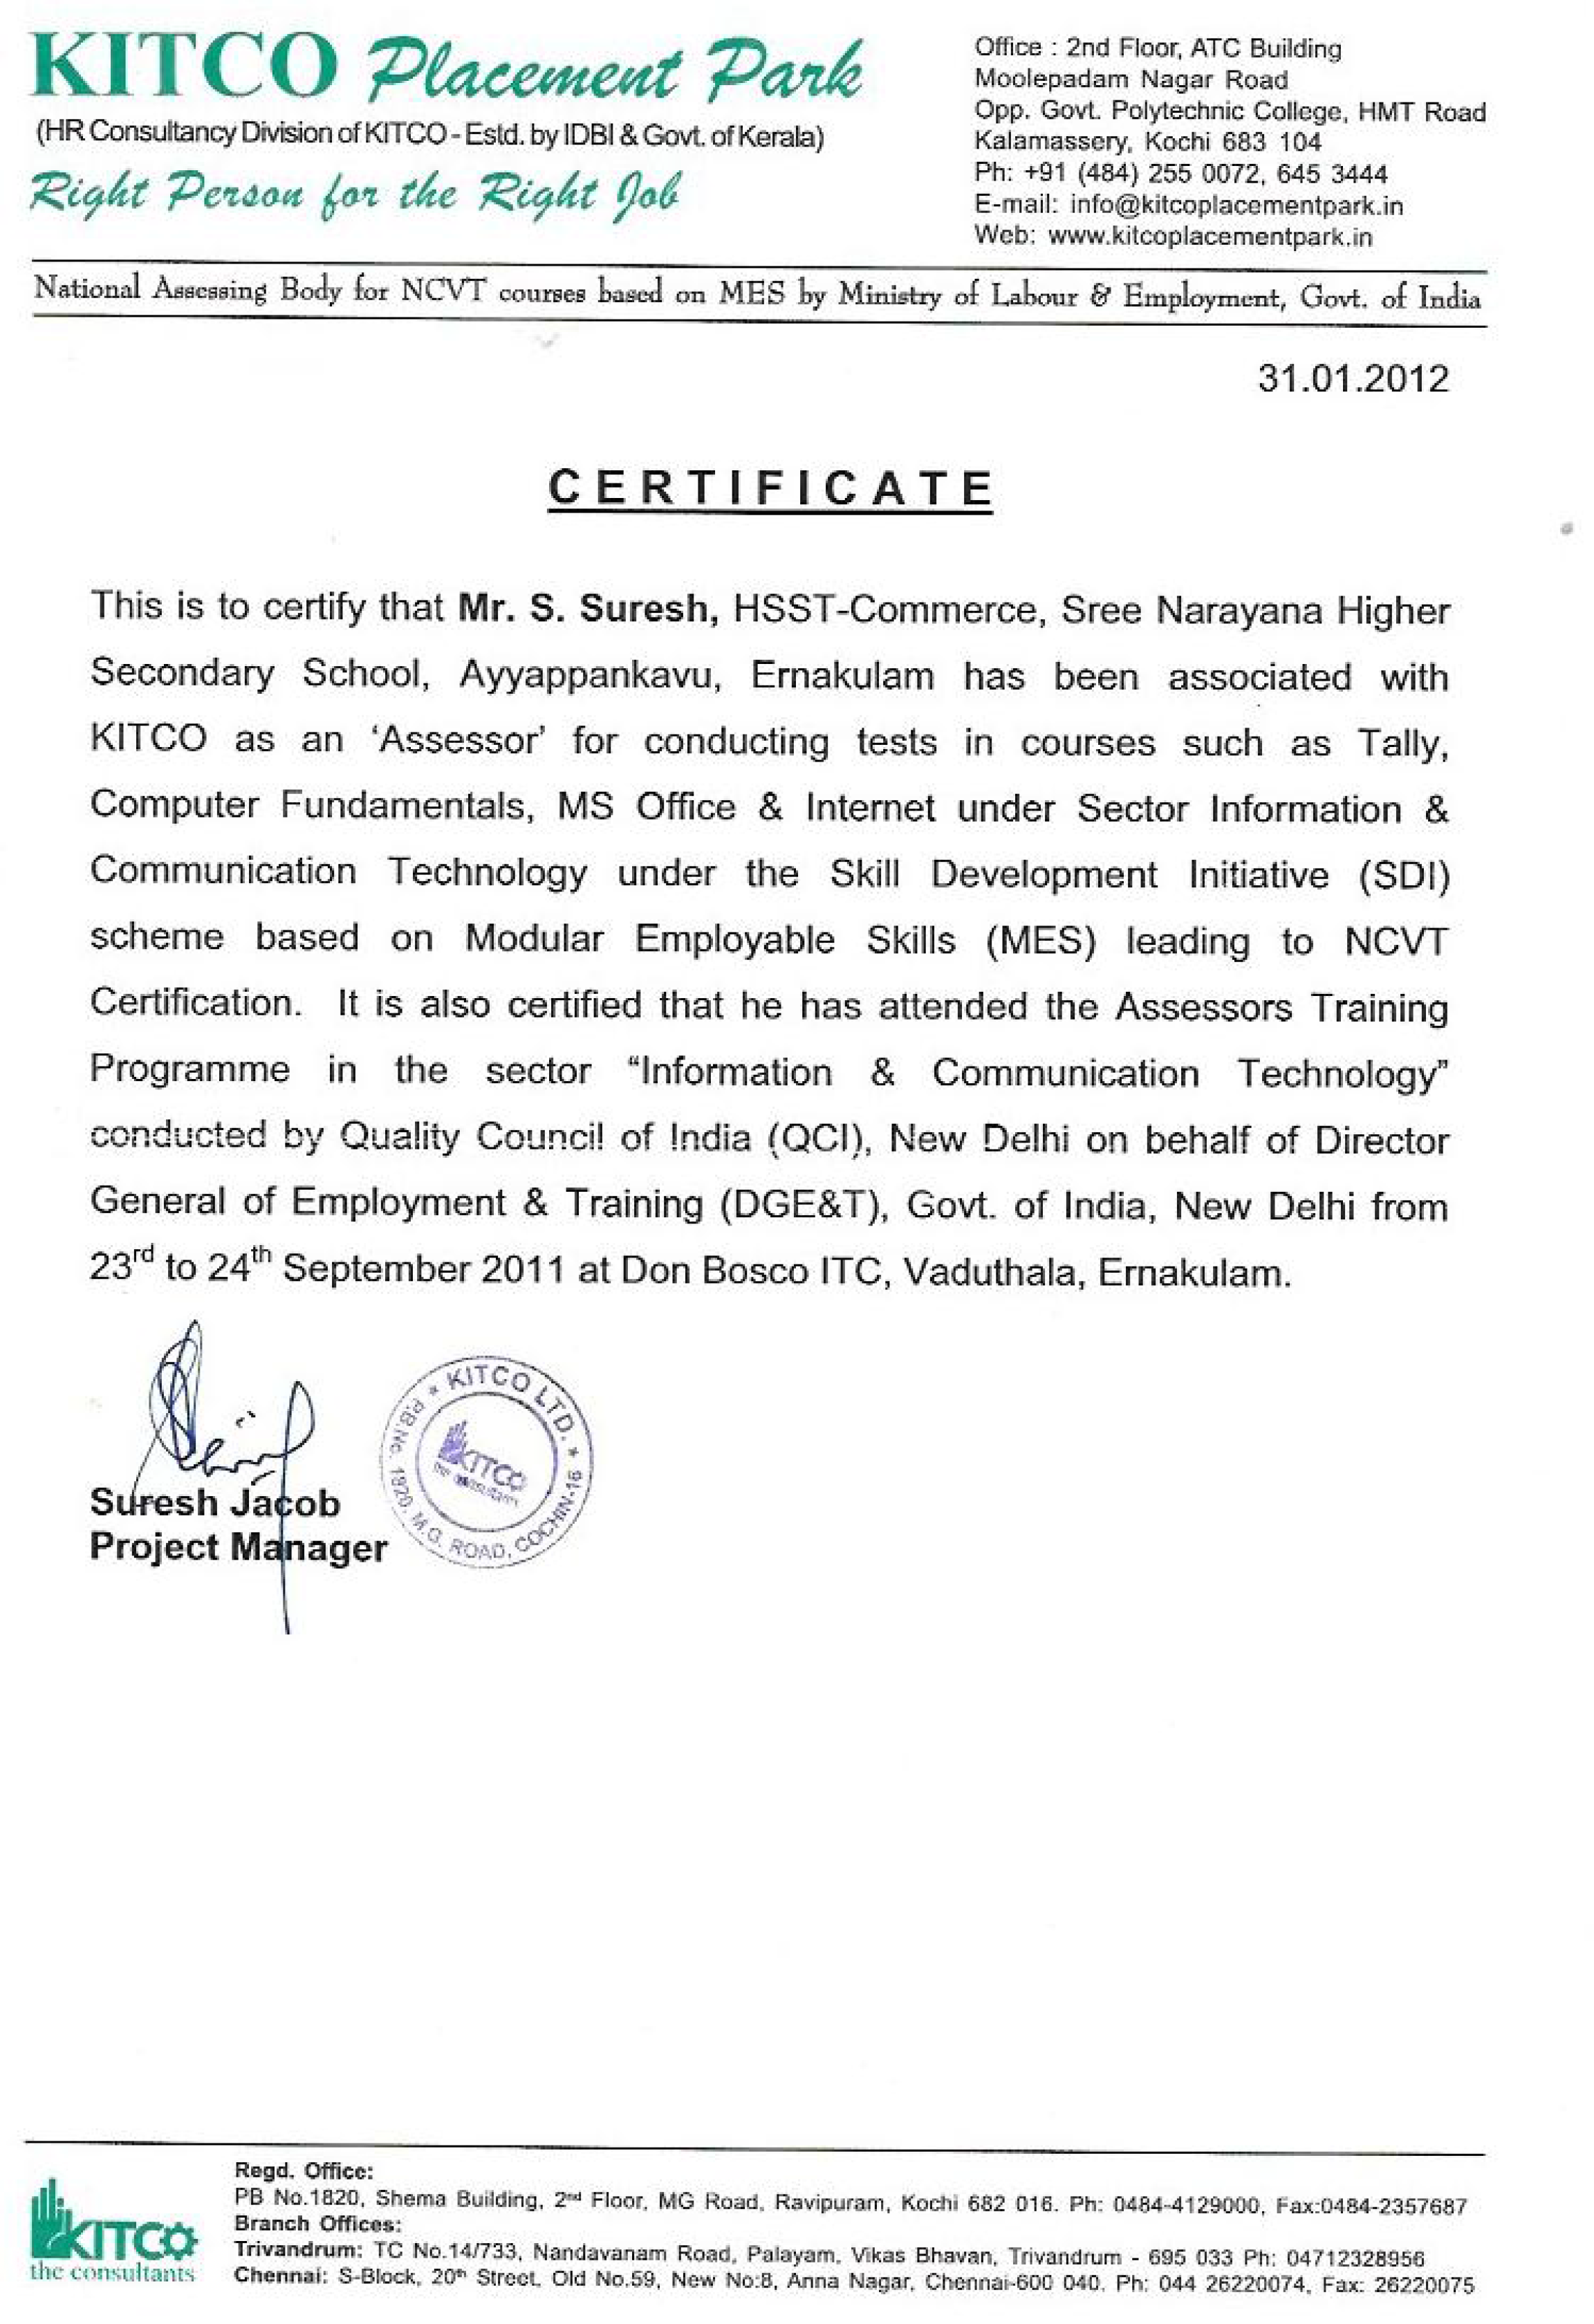 KITCO Placement Park
(HR Consultancy Division of KITCO - Estd. by IDBI & Govt. of Kerala)
Right Person for the Right Job
Office : 2nd Floor, ATC Building
Moolepadam Nagar Road
Opp. Govt. Polytechnic College, HMT Road
Kalamassery, Kochi 683 104
Ph: +91 (484) 255 0072, 645 3444
E-mail: info@kitcoplacementpark.in
Web: www.kitcoplacementpark.in
National Assessing Body for NCVT courses based on MES by Ministry of Labour & Employment, Govt. of India
31.01.2012
CERTIFICATE
This is to certify that Mr. S. Suresh, HSST-Commerce, Sree Narayana Higher
Secondary School, Ayyappankavu, Ernakulam has been associated with
KITCO as an ‘Assessor’ for conducting tests in courses such as Tally,
Computer Fundamentals, MS Office & Internet under Sector Information &
Communication Technology under the Skill Development Initiative (SDI)
scheme based on Modular Employable Skills (MES) leading to NCVT
Certification. It is also certified that he has attended the Assessors Training
Programme in the sector “Information & Communication Technology”
conducted by Quality Council of India (QCI), New Delhi on behalf of Director
General of Employment & Training (DGE&T), Govt. of India, New Delhi from
23rd to 24th September 2011 at Don Bosco ITC, Vaduthala, Ernakulam.
Suresh Jacob
Project Manager
* KITCO LTD. *
P.B.No. 1820, M.G. ROAD, COCHIN-16
KITCO
the consultants
KITCO
the consultants
Regd. Office:
PB No.1820, Shema Building, 2nd Floor, MG Road, Ravipuram, Kochi 682 016. Ph: 0484-4129000, Fax:0484-2357687
Branch Offices:
Trivandrum: TC No.14/733, Nandavanam Road, Palayam, Vikas Bhavan, Trivandrum - 695 033 Ph: 04712328956
Chennai: S-Block, 20th Street, Old No.59, New No:8, Anna Nagar, Chennai-600 040. Ph: 044 26220074, Fax: 26220075